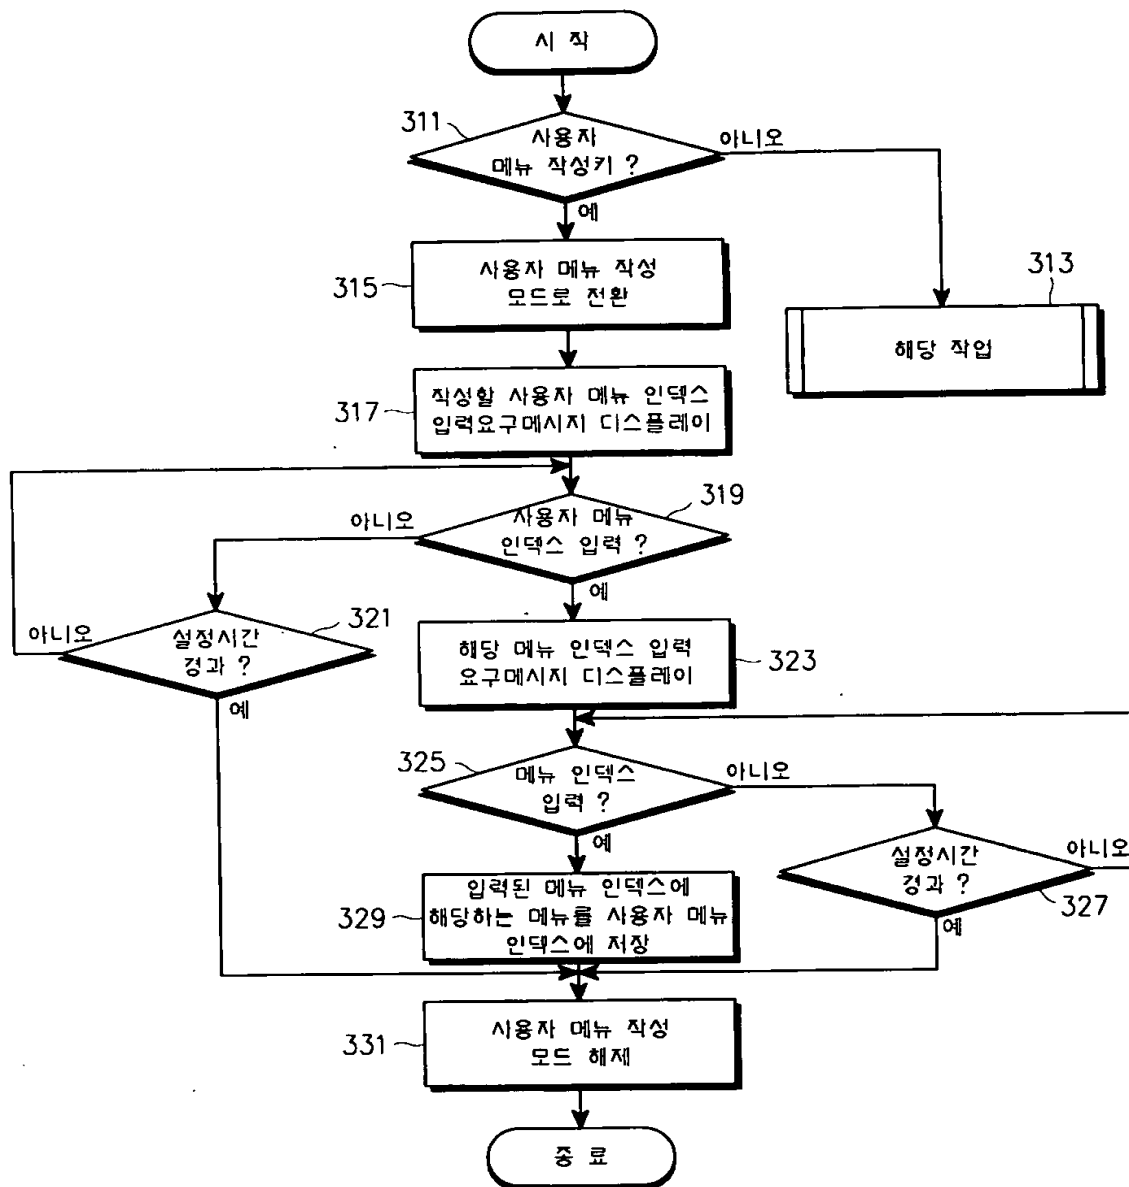 시 작
311
사용자
메뉴 작성키 ?
아니오
예
315
사용자 메뉴 작성
모드로 전환
313
해당 작업
317
작성할 사용자 메뉴 인덱스
입력요구메시지 디스플레이
319
아니오
사용자 메뉴
인덱스 입력 ?
예
321
아니오
설정시간
경과 ?
예
해당 메뉴 인덱스 입력
요구메시지 디스플레이
323
325
메뉴 인덱스
입력 ?
아니오
예
설정시간
경과 ?
아니오
327
예
329
입력된 메뉴 인덱스에
해당하는 메뉴를 사용자 메뉴
인덱스에 저장
331
사용자 메뉴 작성
모드 해제
종 료